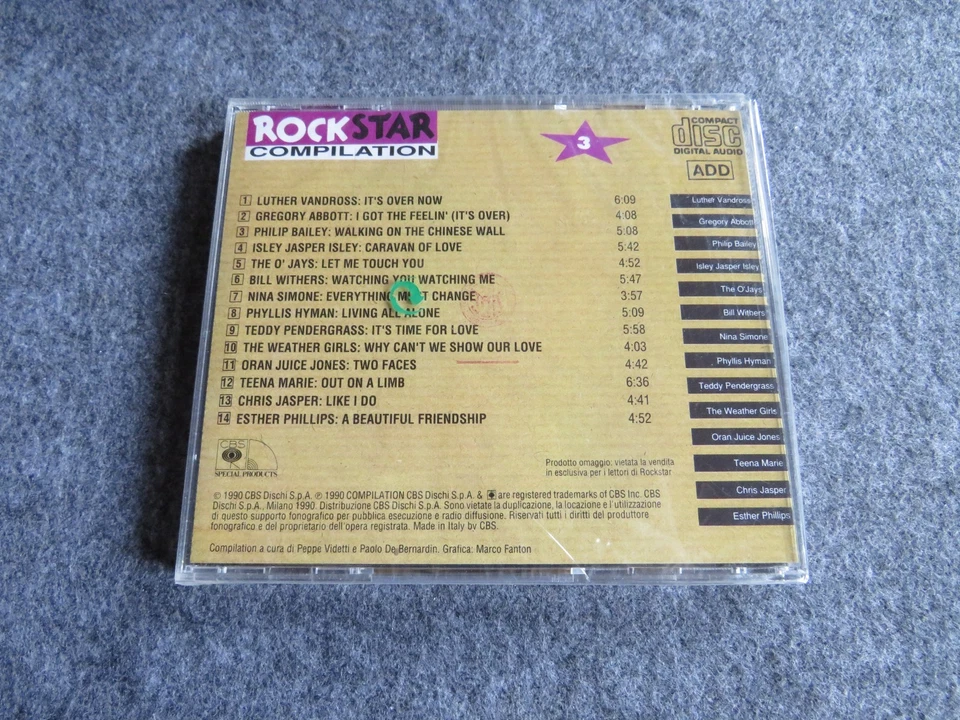 ROCKSTAR
COMPILATION
3
COMPACT
disc
DIGITAL AUDIO
ADD
1 LUTHER VANDROSS: IT'S OVER NOW 6:09
2 GREGORY ABBOTT: I GOT THE FEELIN' (IT'S OVER) 4:08
3 PHILIP BAILEY: WALKING ON THE CHINESE WALL 5:08
4 ISLEY JASPER ISLEY: CARAVAN OF LOVE 5:42
5 THE O' JAYS: LET ME TOUCH YOU 4:52
6 BILL WITHERS: WATCHING YOU WATCHING ME 5:47
7 NINA SIMONE: EVERYTHING MUST CHANGE 3:57
8 PHYLLIS HYMAN: LIVING ALL ALONE 5:09
9 TEDDY PENDERGRASS: IT'S TIME FOR LOVE 5:58
10 THE WEATHER GIRLS: WHY CAN'T WE SHOW OUR LOVE 4:03
11 ORAN JUICE JONES: TWO FACES 4:42
12 TEENA MARIE: OUT ON A LIMB 6:36
13 CHRIS JASPER: LIKE I DO 4:41
14 ESTHER PHILLIPS: A BEAUTIFUL FRIENDSHIP 4:52
Luther Vandross
Gregory Abbott
Philip Bailey
Isley Jasper Isley
The O'Jays
Bill Withers
Nina Simone
Phyllis Hyman
Teddy Pendergrass
The Weather Girls
Oran Juice Jones
Teena Marie
Chris Jasper
Esther Phillips
CBS
SPECIAL PRODUCTS
Prodotto omaggio; vietata la vendita
in esclusiva per i lettori di Rockstar
© 1990 CBS Dischi S.p.A. ℗ 1990 COMPILATION CBS Dischi S.p.A. & are registered trademarks of CBS Inc. CBS
Dischi S.p.A., Milano 1990. Distribuzione CBS Dischi S.p.A. Sono vietate la duplicazione, la locazione e l'utilizzazione
di questo supporto fonografico per pubblica esecuzione e radio diffusione. Riservati tutti i diritti del produttore
fonografico e del proprietario dell'opera registrata. Made in Italy by CBS.
Compilation a cura di Peppe Videtti e Paolo De Bernardin. Grafica: Marco Fanton